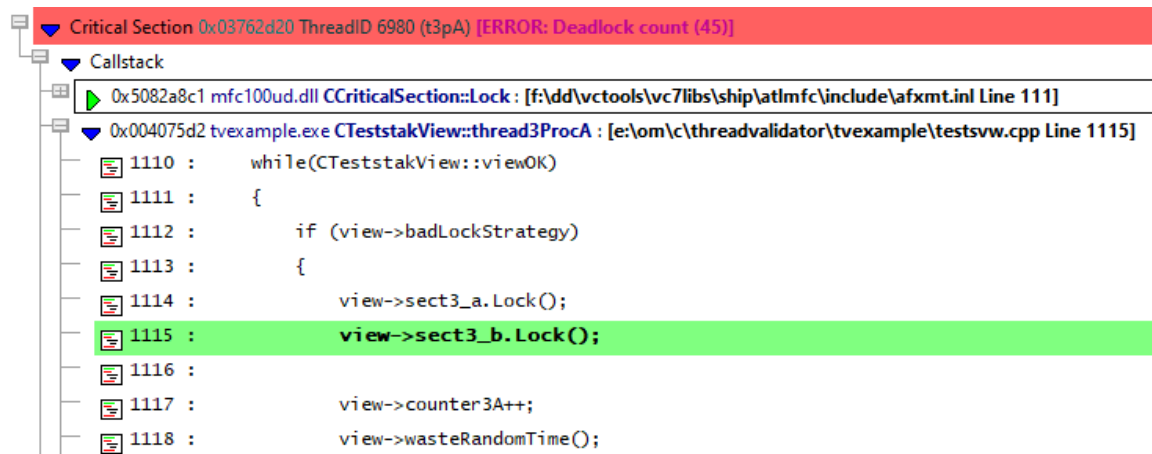 Critical Section 0x03762d20 ThreadID 6980 (t3pA) [ERROR: Deadlock count (45)]
Callstack
0x5082a8c1 mfc100ud.dll CCriticalSection::Lock : [f:\dd\vctools\vc7libs\ship\atlmfc\include\afxmt.inl Line 111]
0x004075d2 tvexample.exe CTeststakView::thread3ProcA : [e:\om\c\threadvalidator\tvexample\testsvw.cpp Line 1115]
1110 :     while(CTeststakView::viewOK)
1111 :     {
1112 :         if (view->badLockStrategy)
1113 :         {
1114 :             view->sect3_a.Lock();
1115 :             view->sect3_b.Lock();
1116 :
1117 :             view->counter3A++;
1118 :             view->wasteRandomTime();